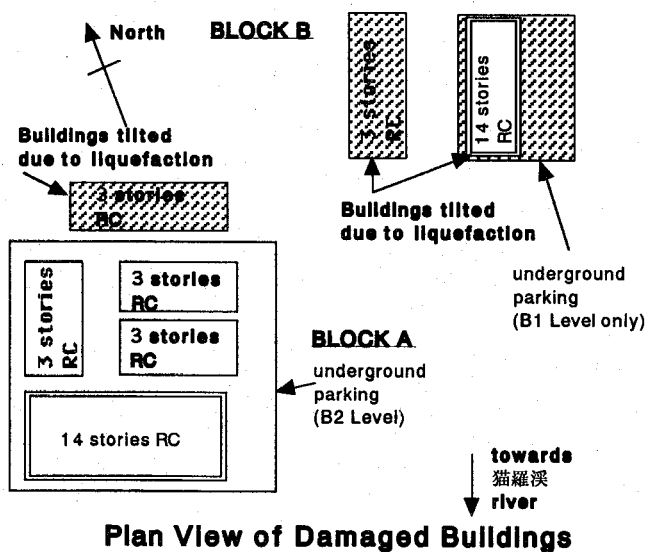 North
BLOCK B
3 stories
RC
14 stories
RC
Buildings tilted
due to liquefaction
3 stories
RC
Buildings tilted
due to liquefaction
underground
parking
(B1 Level only)
3 stories
RC
3 stories
RC
3 stories
RC
BLOCK A
underground
parking
(B2 Level)
14 stories RC
towards
猫羅渓
river
Plan View of Damaged Buildings